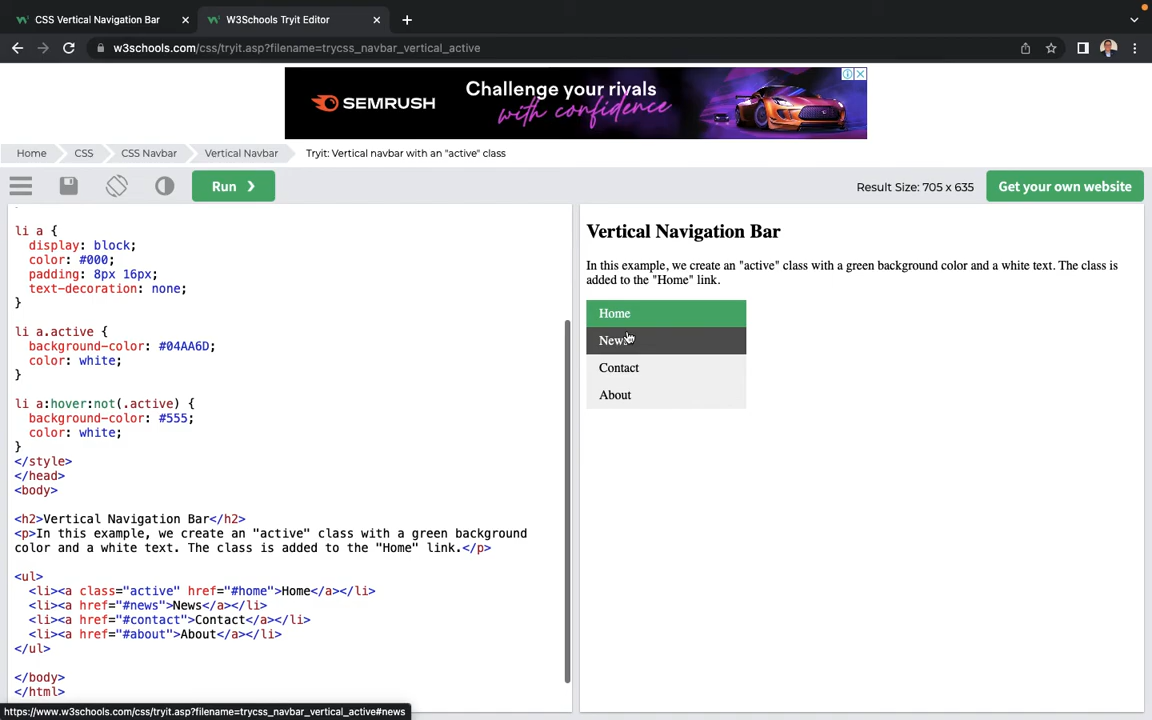 CSS Vertical Navigation Bar
W3Schools Tryit Editor
w3schools.com/css/tryit.asp?filename=trycss_navbar_vertical_active
SEMRUSH
Challenge your rivals
with confidence
Home
CSS
CSS Navbar
Vertical Navbar
Tryit: Vertical navbar with an "active" class
Run ❯
Result Size: 705 x 635
Get your own website
li a {
  display: block;
  color: #000;
  padding: 8px 16px;
  text-decoration: none;
}
li a.active {
  background-color: #04AA6D;
  color: white;
}
li a:hover:not(.active) {
  background-color: #555;
  color: white;
}
</style>
</head>
<body>
<h2>Vertical Navigation Bar</h2>
<p>In this example, we create an "active" class with a green background
color and a white text. The class is added to the "Home" link.</p>
<ul>
  <li><a class="active" href="#home">Home</a></li>
  <li><a href="#news">News</a></li>
  <li><a href="#contact">Contact</a></li>
  <li><a href="#about">About</a></li>
</ul>
</body>
</html>
Vertical Navigation Bar
In this example, we create an "active" class with a green background color and a white text. The class is
added to the "Home" link.
Home
News
Contact
About
https://www.w3schools.com/css/tryit.asp?filename=trycss_navbar_vertical_active#news